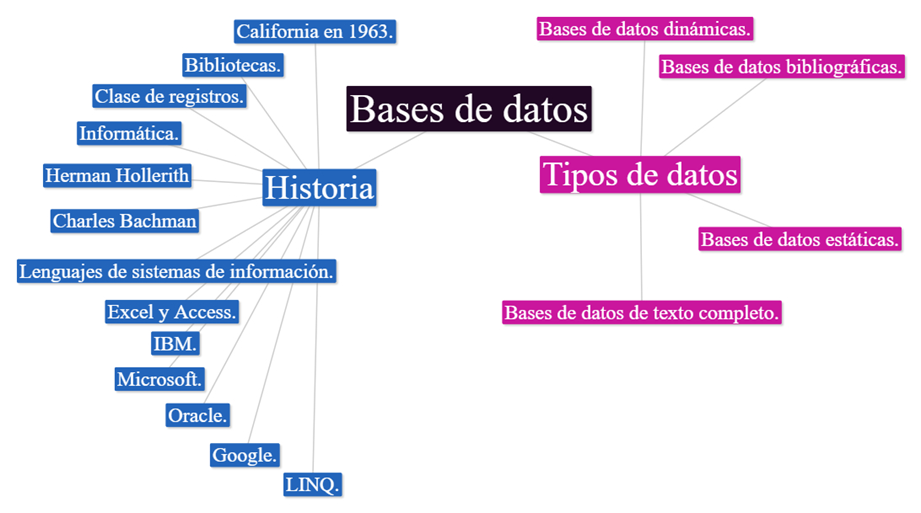 Bases de datos
Historia
California en 1963.
Bibliotecas.
Clase de registros.
Informática.
Herman Hollerith
Charles Bachman
Lenguajes de sistemas de información.
Excel y Access.
IBM.
Microsoft.
Oracle.
Google.
LINQ.
Tipos de datos
Bases de datos dinámicas.
Bases de datos bibliográficas.
Bases de datos estáticas.
Bases de datos de texto completo.